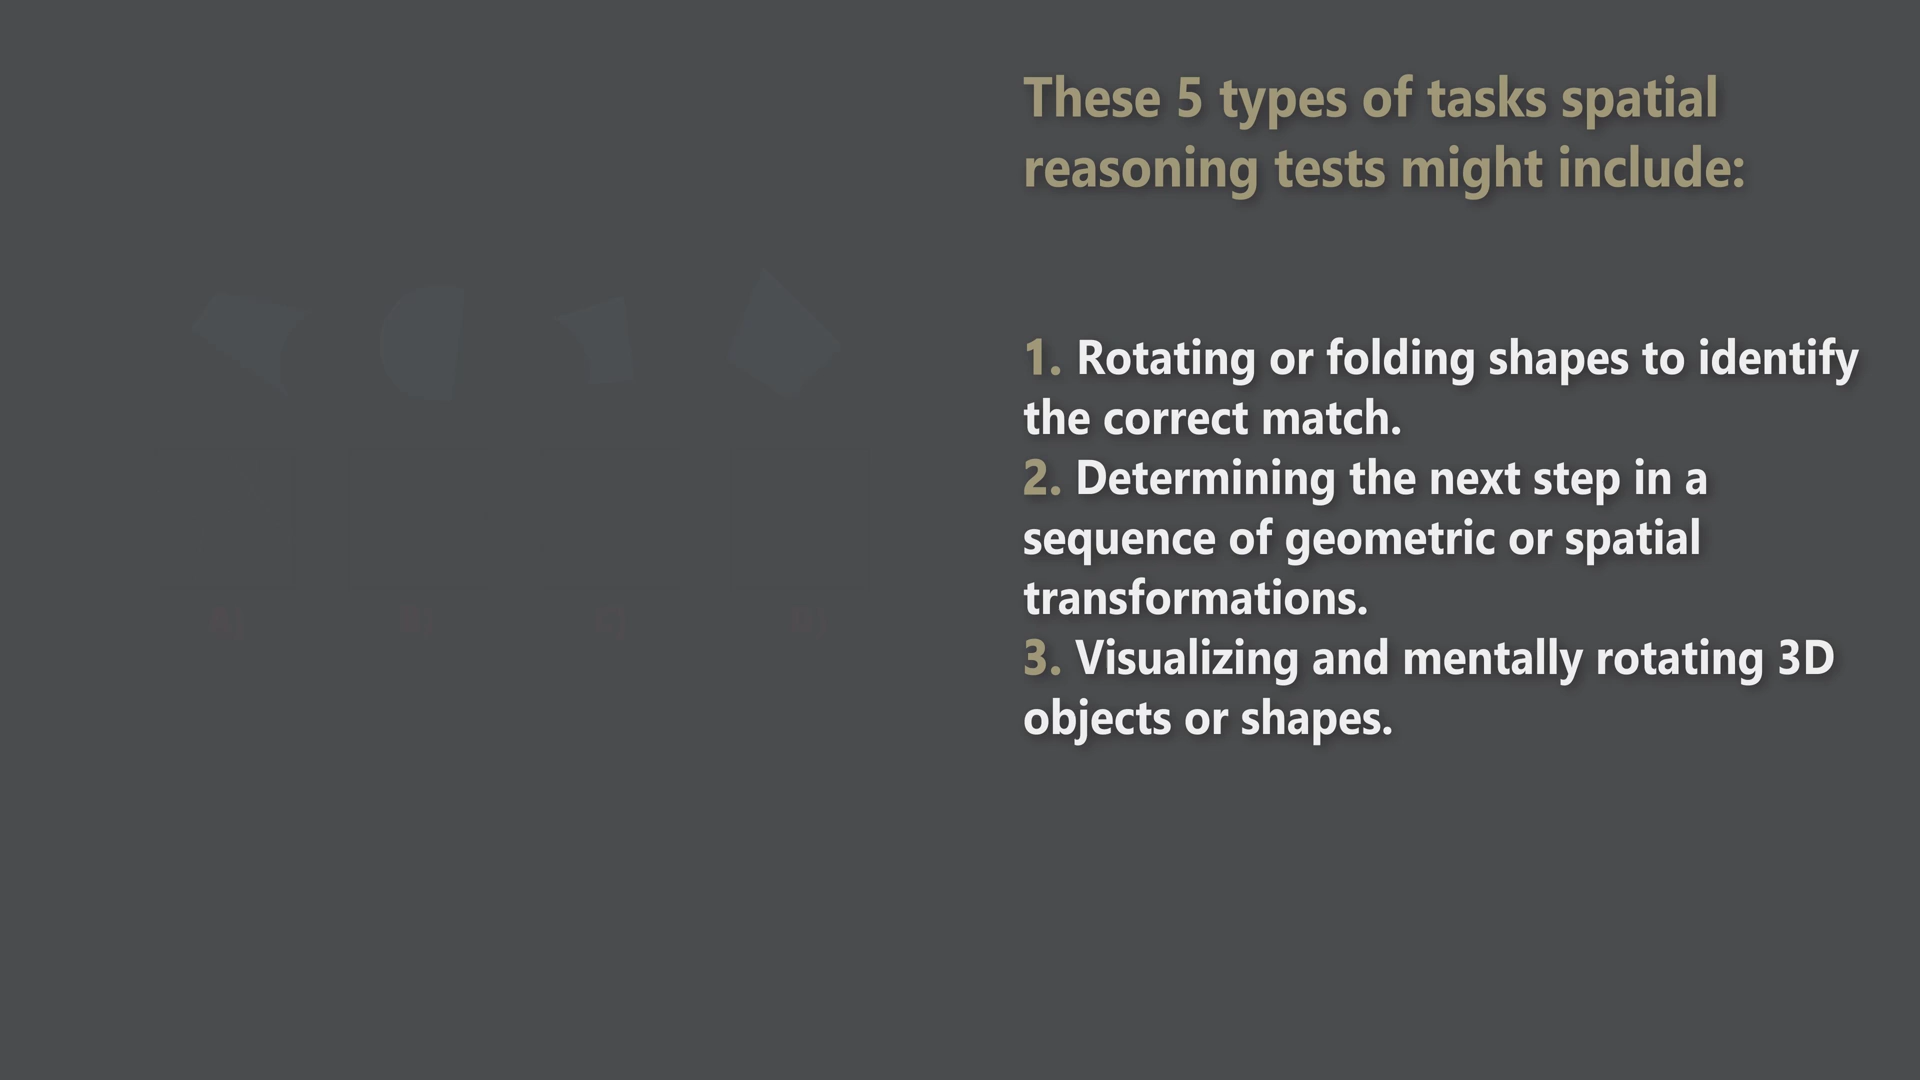 These 5 types of tasks spatial
reasoning tests might include:
1. Rotating or folding shapes to identify
the correct match.
2. Determining the next step in a
sequence of geometric or spatial
transformations.
3. Visualizing and mentally rotating 3D
objects or shapes.
A) B) C) D)